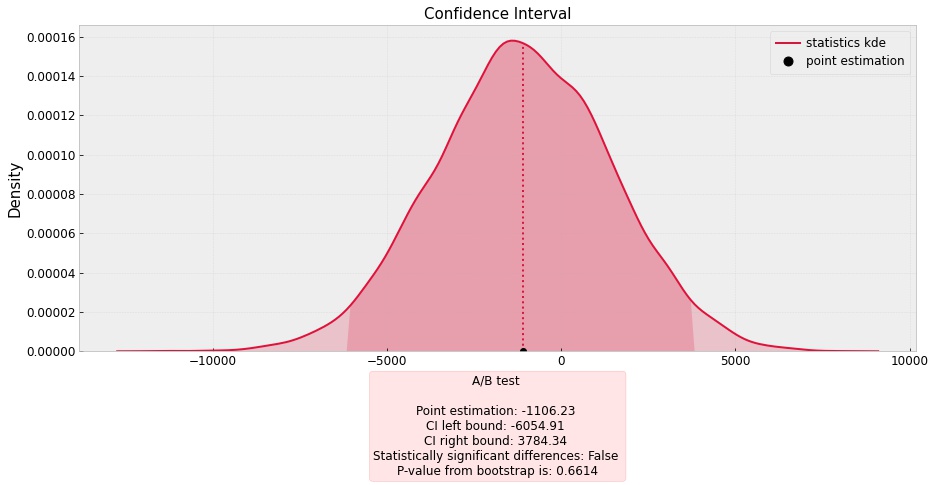 Confidence Interval
statistics kde
point estimation
Density
0.00016
0.00014
0.00012
0.00010
0.00008
0.00006
0.00004
0.00002
0.00000
−10000
−5000
0
5000
10000
A/B test
Point estimation: -1106.23
CI left bound: -6054.91
CI right bound: 3784.34
Statistically significant differences: False
P-value from bootstrap is: 0.6614